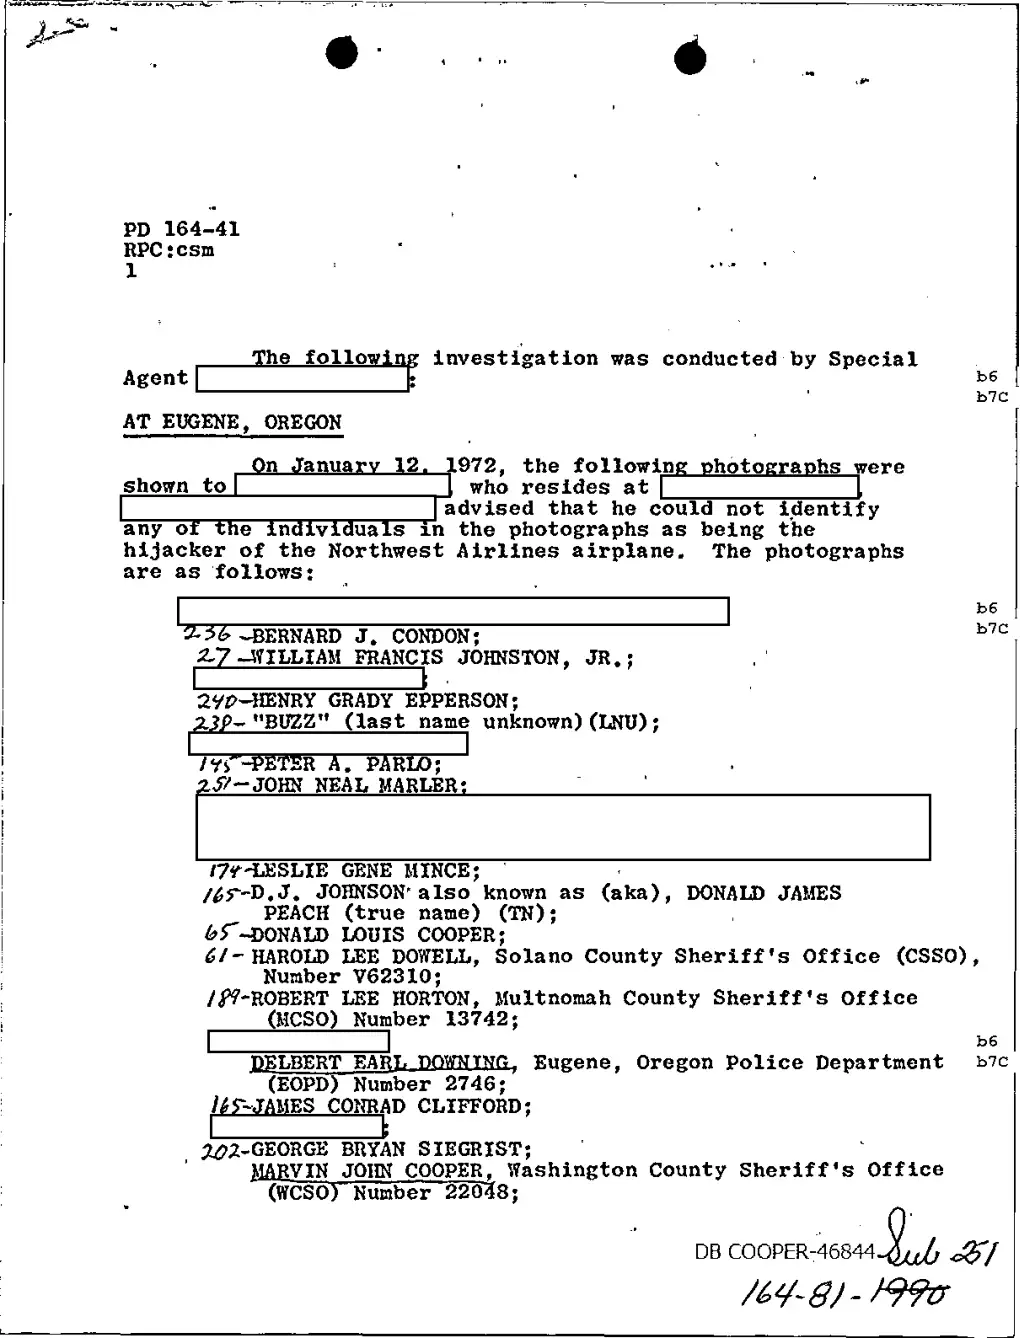 PD 164-41
RPC:csm
1
The following investigation was conducted by Special
Agent :
b6
b7C
AT EUGENE, OREGON
On January 12, 1972, the following photographs were
shown to , who resides at ,
advised that he could not identify
any of the individuals in the photographs as being the
hijacker of the Northwest Airlines airplane. The photographs
are as follows:
b6
b7C
236 -BERNARD J. CONDON;
27 -WILLIAM FRANCIS JOHNSTON, JR.;
;
240-HENRY GRADY EPPERSON;
239- "BUZZ" (last name unknown)(LNU);
145-PETER A. PARLO;
251-JOHN NEAL MARLER;
174-LESLIE GENE MINCE;
165-D.J. JOHNSON also known as (aka), DONALD JAMES
PEACH (true name) (TN);
65-DONALD LOUIS COOPER;
61- HAROLD LEE DOWELL, Solano County Sheriff's Office (CSSO),
Number V62310;
189-ROBERT LEE HORTON, Multnomah County Sheriff's Office
(MCSO) Number 13742;
b6
DELBERT EARL DOWNING, Eugene, Oregon Police Department b7C
(EOPD) Number 2746;
165-JAMES CONRAD CLIFFORD;
;
202-GEORGE BRYAN SIEGRIST;
MARVIN JOHN COOPER, Washington County Sheriff's Office
(WCSO) Number 22048;
DB COOPER-46844 Sub 251
164-81-1990